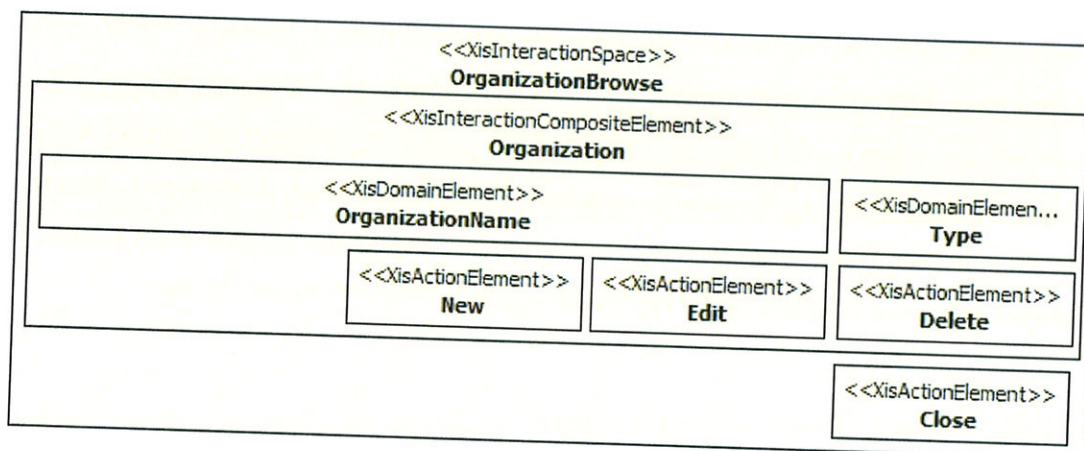 <<XisInteractionSpace>>
OrganizationBrowse
<<XisInteractionCompositeElement>>
Organization
<<XisDomainElement>>
OrganizationName
<<XisDomainElemen...
Type
<<XisActionElement>>
New
<<XisActionElement>>
Edit
<<XisActionElement>>
Delete
<<XisActionElement>>
Close